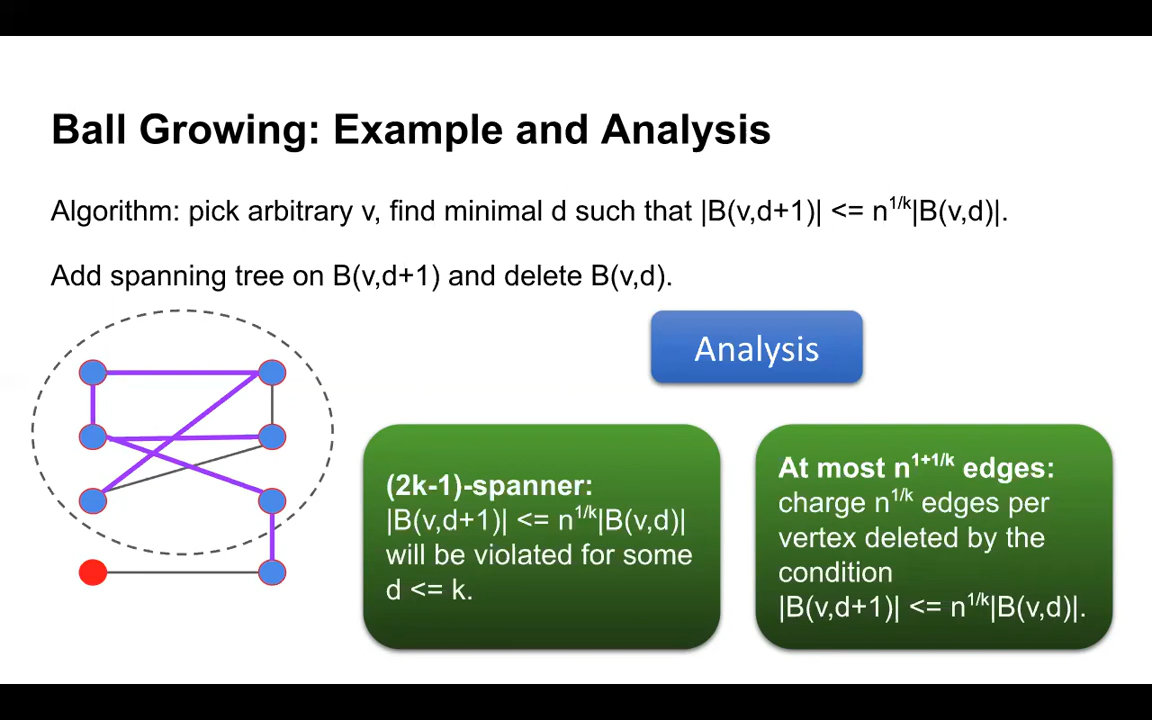 Ball Growing: Example and Analysis
Algorithm: pick arbitrary v, find minimal d such that |B(v,d+1)| <= n^1/k|B(v,d)|.
Add spanning tree on B(v,d+1) and delete B(v,d).
Analysis
(2k-1)-spanner:
|B(v,d+1)| <= n^1/k|B(v,d)|
will be violated for some
d <= k.
At most n^1+1/k edges:
charge n^1/k edges per
vertex deleted by the
condition
|B(v,d+1)| <= n^1/k|B(v,d)|.